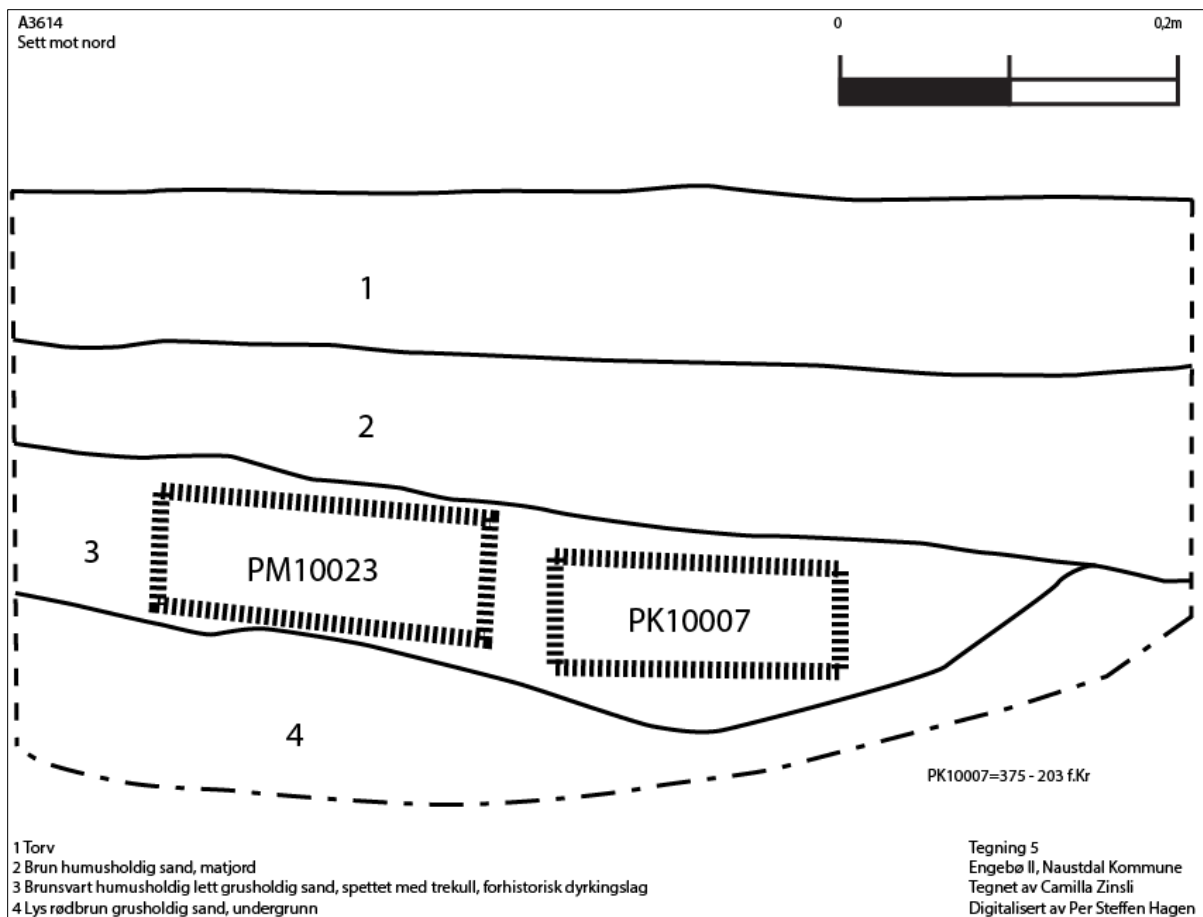 A3614
Sett mot nord
0
0,2m
1
2
3
PM10023
PK10007
4
PK10007=375 - 203 f.Kr
1 Torv
2 Brun humusholdig sand, matjord
3 Brunsvart humusholdig lett grusholdig sand, spettet med trekull, forhistorisk dyrkingslag
4 Lys rødbrun grusholdig sand, undergrunn
Tegning 5
Engebø II, Naustdal Kommune
Tegnet av Camilla Zinsli
Digitalisert av Per Steffen Hagen